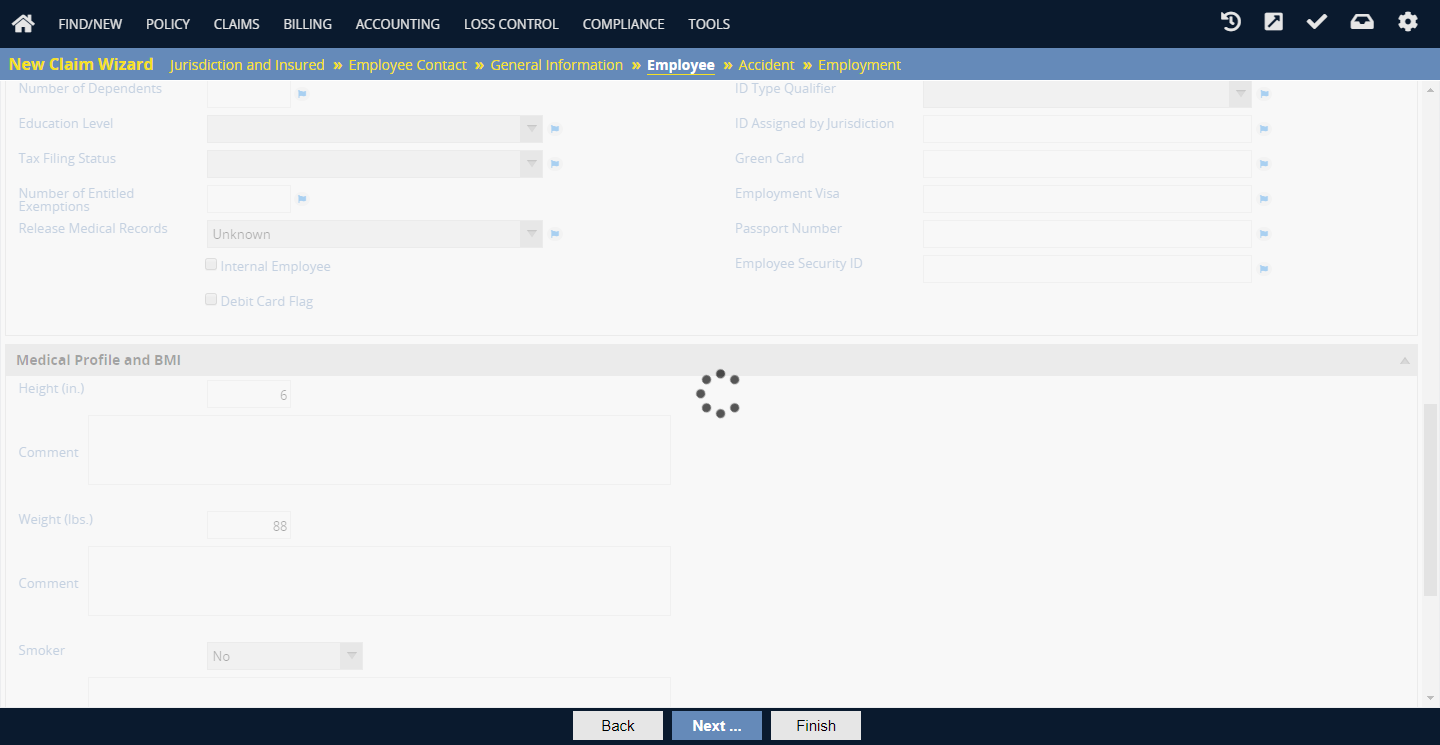 FIND/NEW POLICY CLAIMS BILLING ACCOUNTING LOSS CONTROL COMPLIANCE TOOLS
New Claim Wizard Jurisdiction and Insured » Employee Contact » General Information » Employee » Accident » Employment
Number of Dependents
ID Type Qualifier
Education Level
ID Assigned by Jurisdiction
Tax Filing Status
Green Card
Number of Entitled
Exemptions
Employment Visa
Release Medical Records Unknown
Passport Number
Internal Employee
Employee Security ID
Debit Card Flag
Medical Profile and BMI
Height (in.) 6
Comment
Weight (lbs.) 88
Comment
Smoker No
Back Next ... Finish